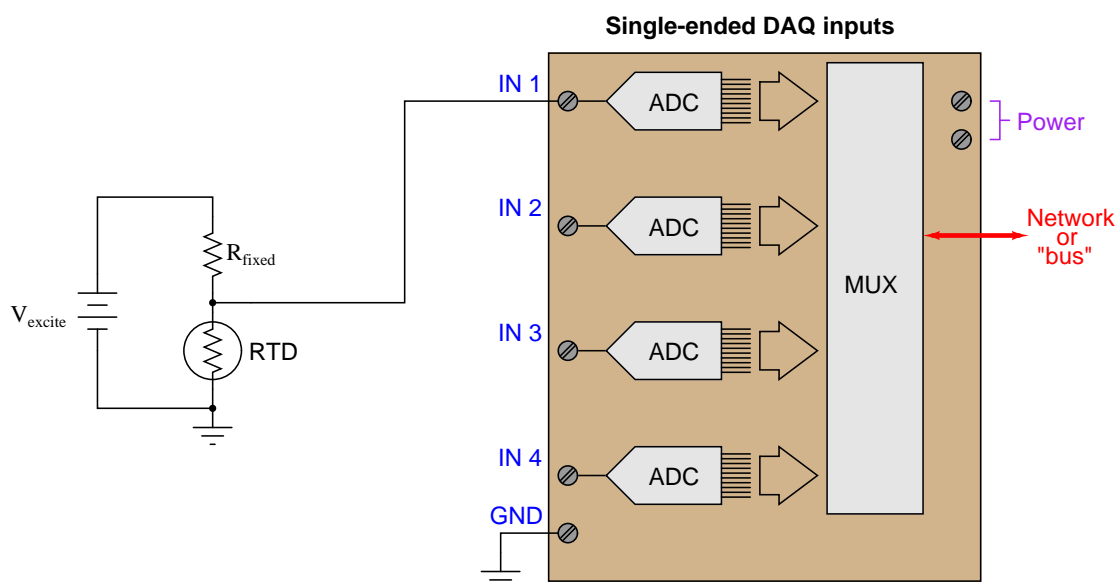 Single-ended DAQ inputs
IN 1
ADC
Power
IN 2
ADC
Network
or
"bus"
R_fixed
MUX
V_excite
RTD
IN 3
ADC
IN 4
ADC
GND